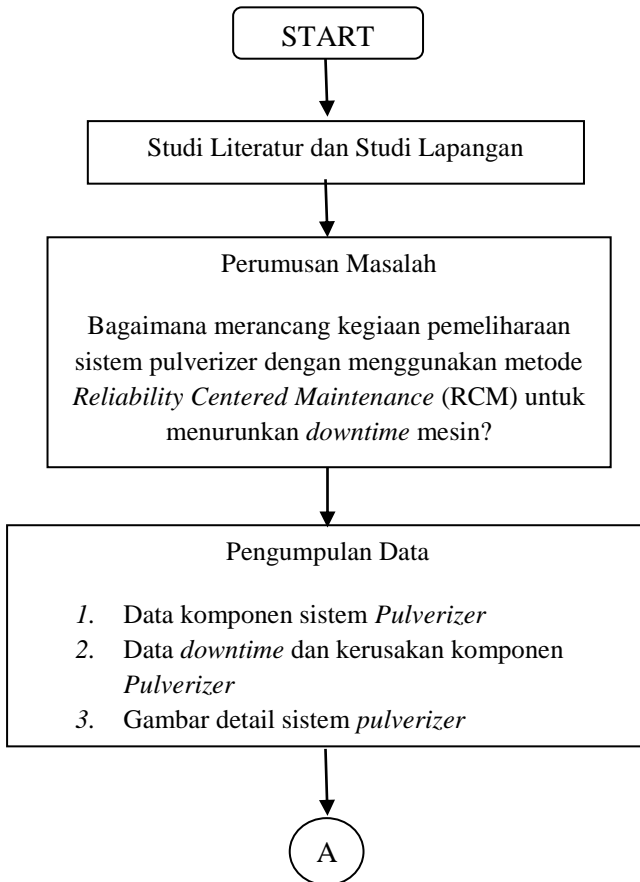 START
Studi Literatur dan Studi Lapangan
Perumusan Masalah
Bagaimana merancang kegiaan pemeliharaan
sistem pulverizer dengan menggunakan metode
Reliability Centered Maintenance (RCM) untuk
menurunkan downtime mesin?
Pengumpulan Data
1. Data komponen sistem Pulverizer
2. Data downtime dan kerusakan komponen
Pulverizer
3. Gambar detail sistem pulverizer
A